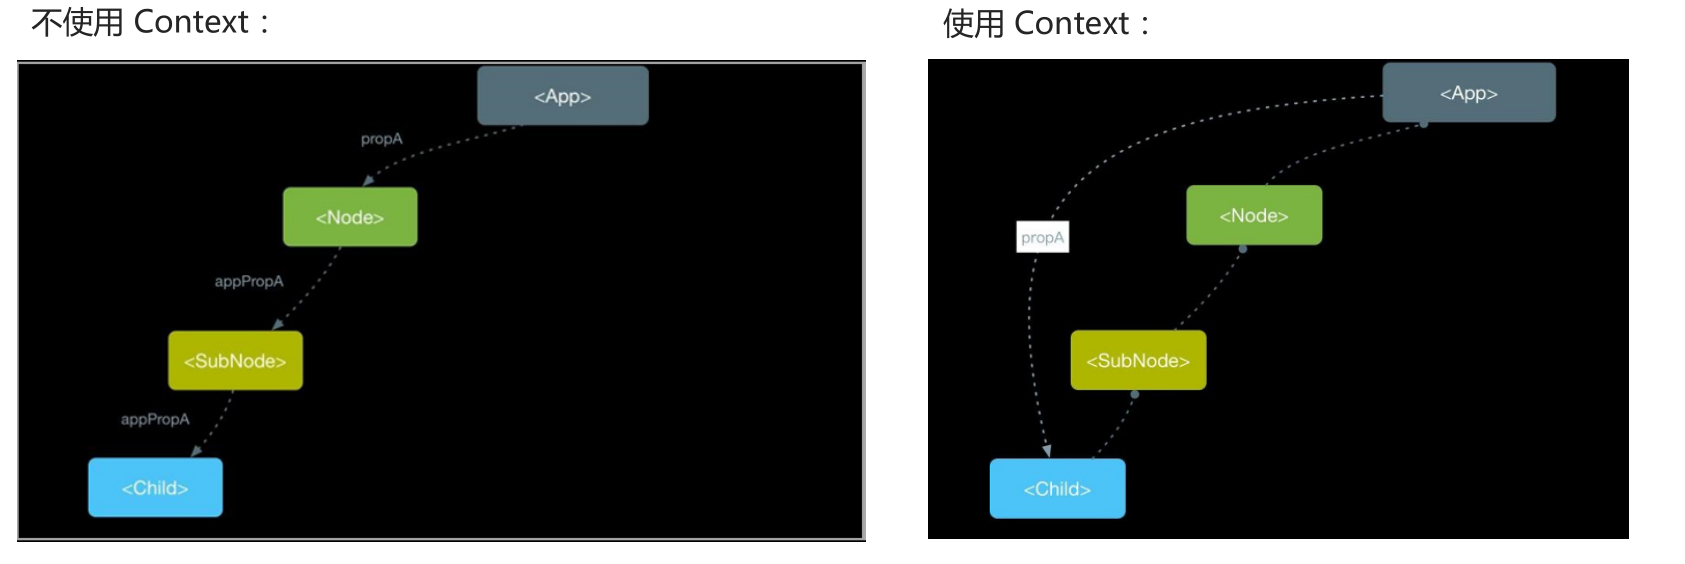 不使用 Context：
<App>
propA
<Node>
appPropA
<SubNode>
appPropA
<Child>
使用 Context：
<App>
<Node>
propA
<SubNode>
<Child>